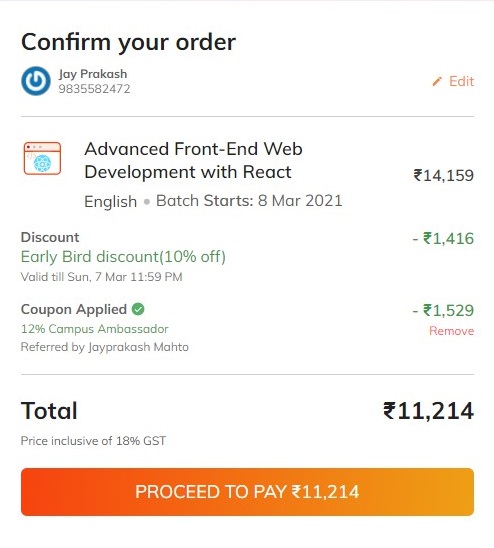 Confirm your order
Jay Prakash
9835582472
Edit
Advanced Front-End Web
Development with React
₹14,159
English • Batch Starts: 8 Mar 2021
Discount
- ₹1,416
Early Bird discount(10% off)
Valid till Sun, 7 Mar 11:59 PM
Coupon Applied
- ₹1,529
12% Campus Ambassador
Remove
Referred by Jayprakash Mahto
Total
₹11,214
Price inclusive of 18% GST
PROCEED TO PAY ₹11,214